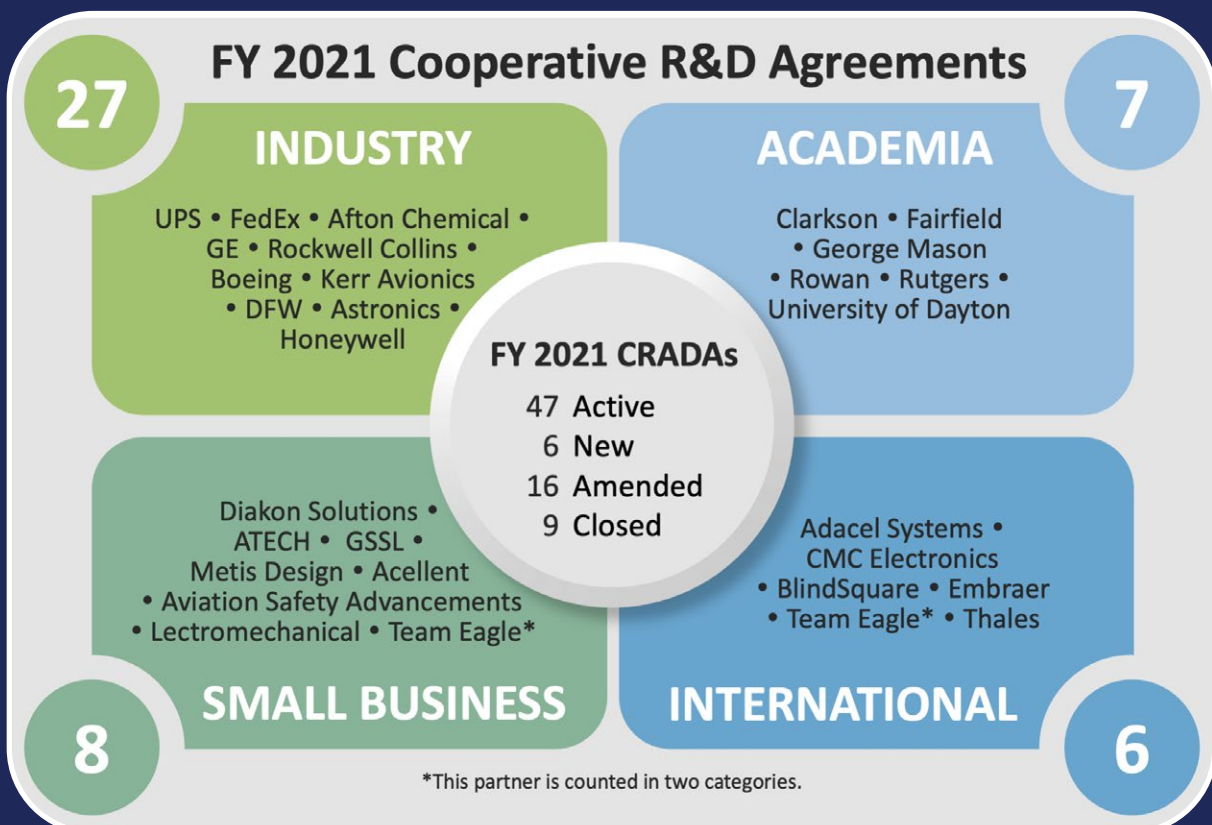 FY 2021 Cooperative R&D Agreements
27
INDUSTRY
UPS • FedEx • Afton Chemical •
GE • Rockwell Collins •
Boeing • Kerr Avionics
• DFW • Astronics •
Honeywell
7
ACADEMIA
Clarkson • Fairfield
• George Mason
• Rowan • Rutgers •
University of Dayton
FY 2021 CRADAs
47 Active
6 New
16 Amended
9 Closed
Diakon Solutions •
ATECH • GSSL •
Metis Design • Acellent
• Aviation Safety Advancements
• Lectromechanical • Team Eagle*
SMALL BUSINESS
8
Adacel Systems •
CMC Electronics
• BlindSquare • Embraer
• Team Eagle* • Thales
INTERNATIONAL
6
*This partner is counted in two categories.